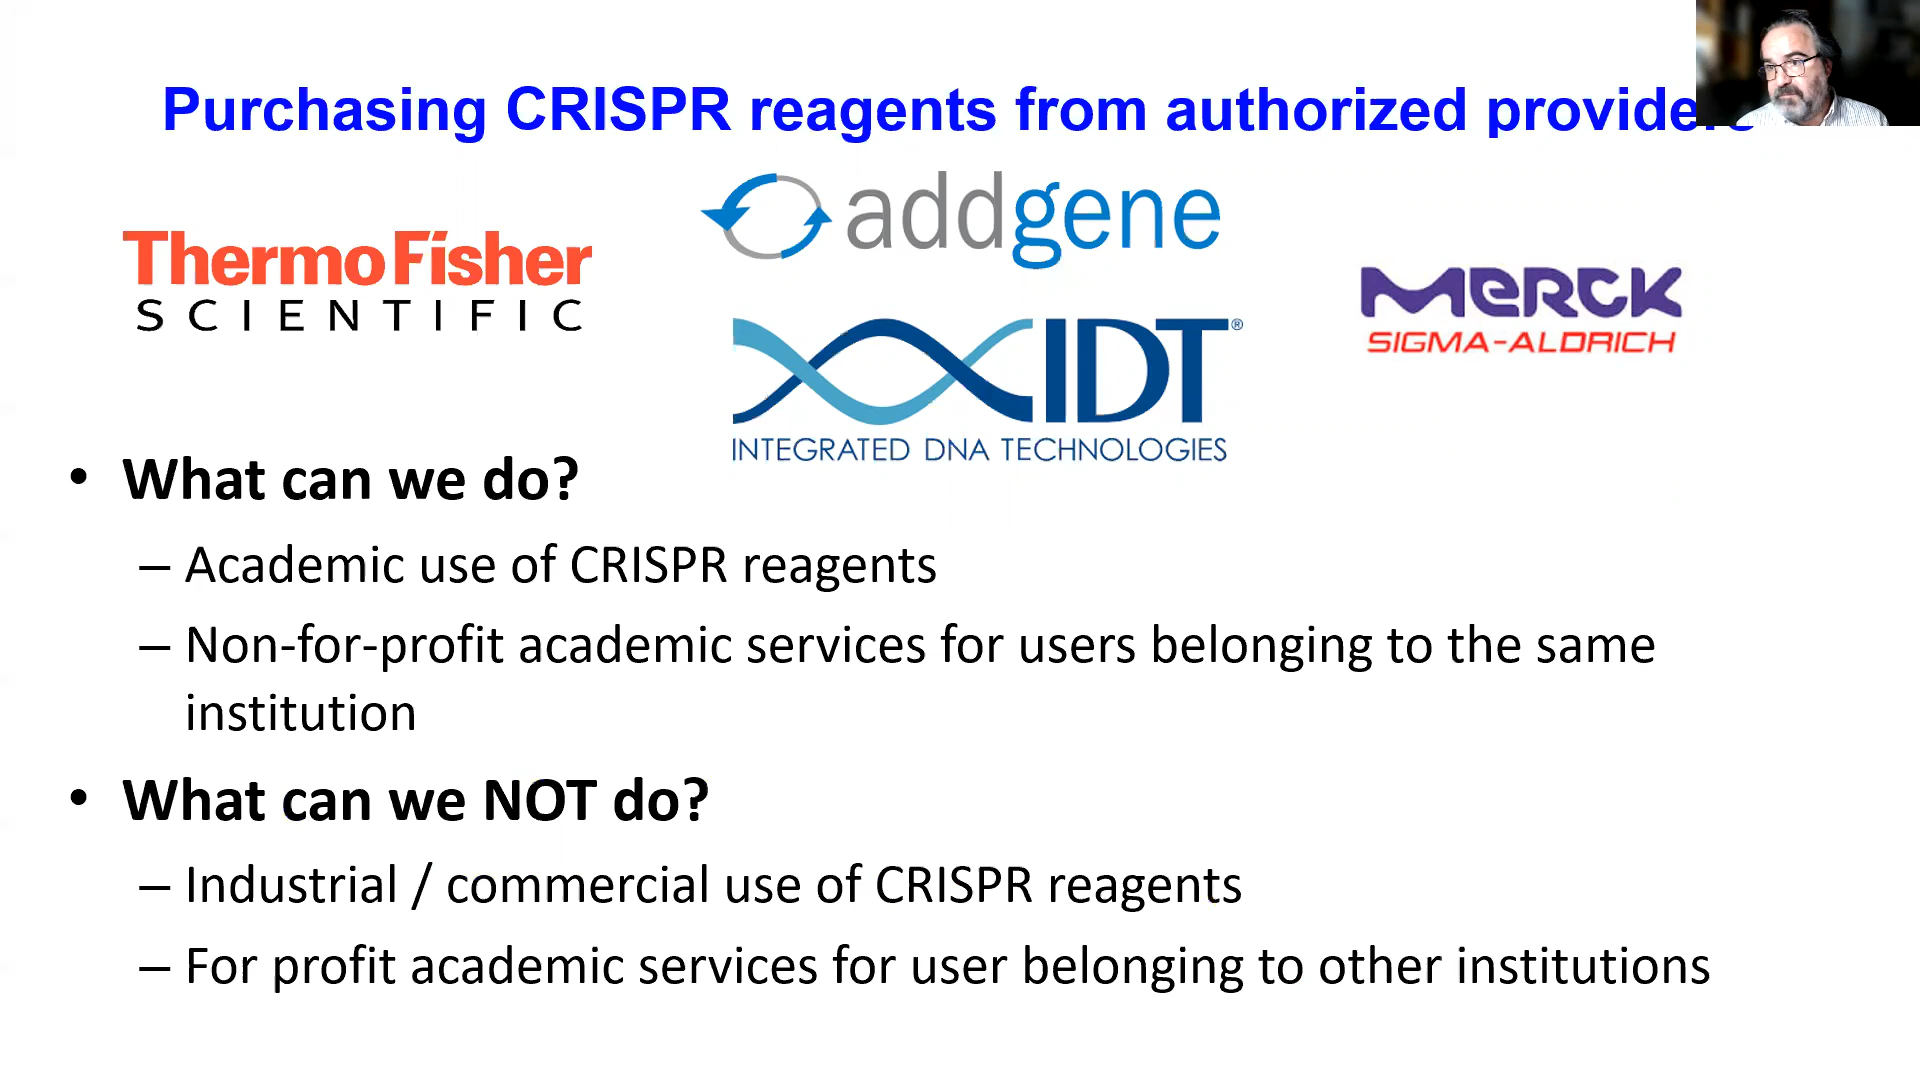 Purchasing CRISPR reagents from authorized providers
addgene
ThermoFisher
SCIENTIFIC
MERCK
SIGMA-ALDRICH
IDT®
INTEGRATED DNA TECHNOLOGIES
• What can we do?
– Academic use of CRISPR reagents
– Non-for-profit academic services for users belonging to the same
institution
• What can we NOT do?
– Industrial / commercial use of CRISPR reagents
– For profit academic services for user belonging to other institutions